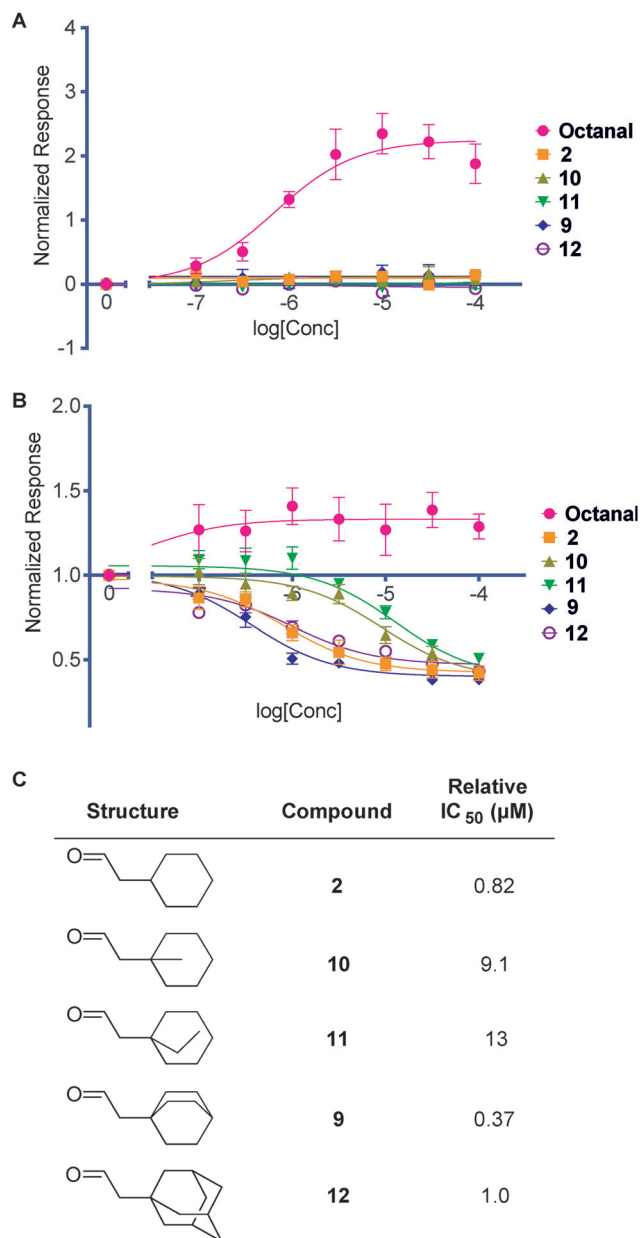 A
4
3
2
1
0
-1
Normalized Response
0
-7
-6
-5
-4
log[Conc]
Octanal
2
10
11
9
12
B
2.0
1.5
1.0
0.5
Normalized Response
0
-6
-5
-4
log[Conc]
Octanal
2
10
11
9
12
C
Structure Compound Relative IC 50 (µM)
O 2 0.82
O 10 9.1
O 11 13
O 9 0.37
O 12 1.0